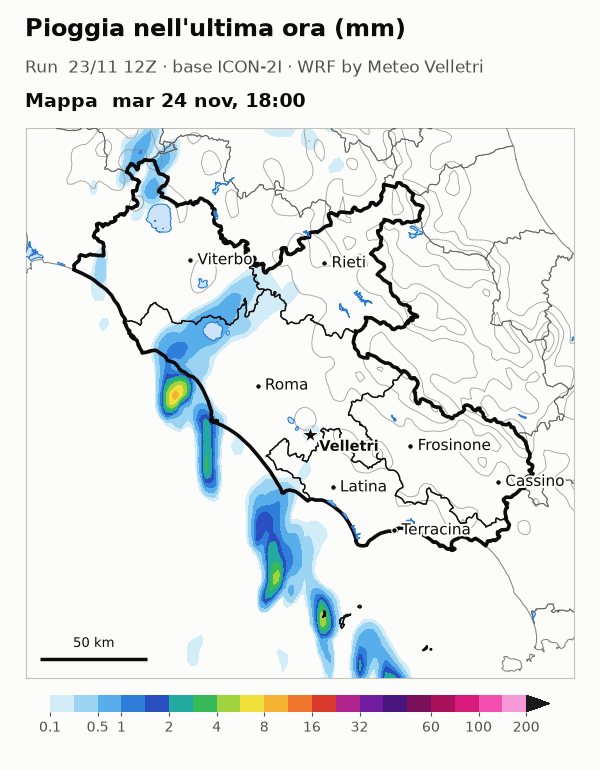 Pioggia nell'ultima ora (mm)
Run  23/11 12Z · base ICON-2I · WRF by Meteo Velletri
Mappa  mar 24 nov, 18:00
Viterbo
Rieti
Roma
Velletri
Frosinone
Cassino
Latina
Terracina
50 km
0.1 0.5 1 2 4 8 16 32 60 100 200